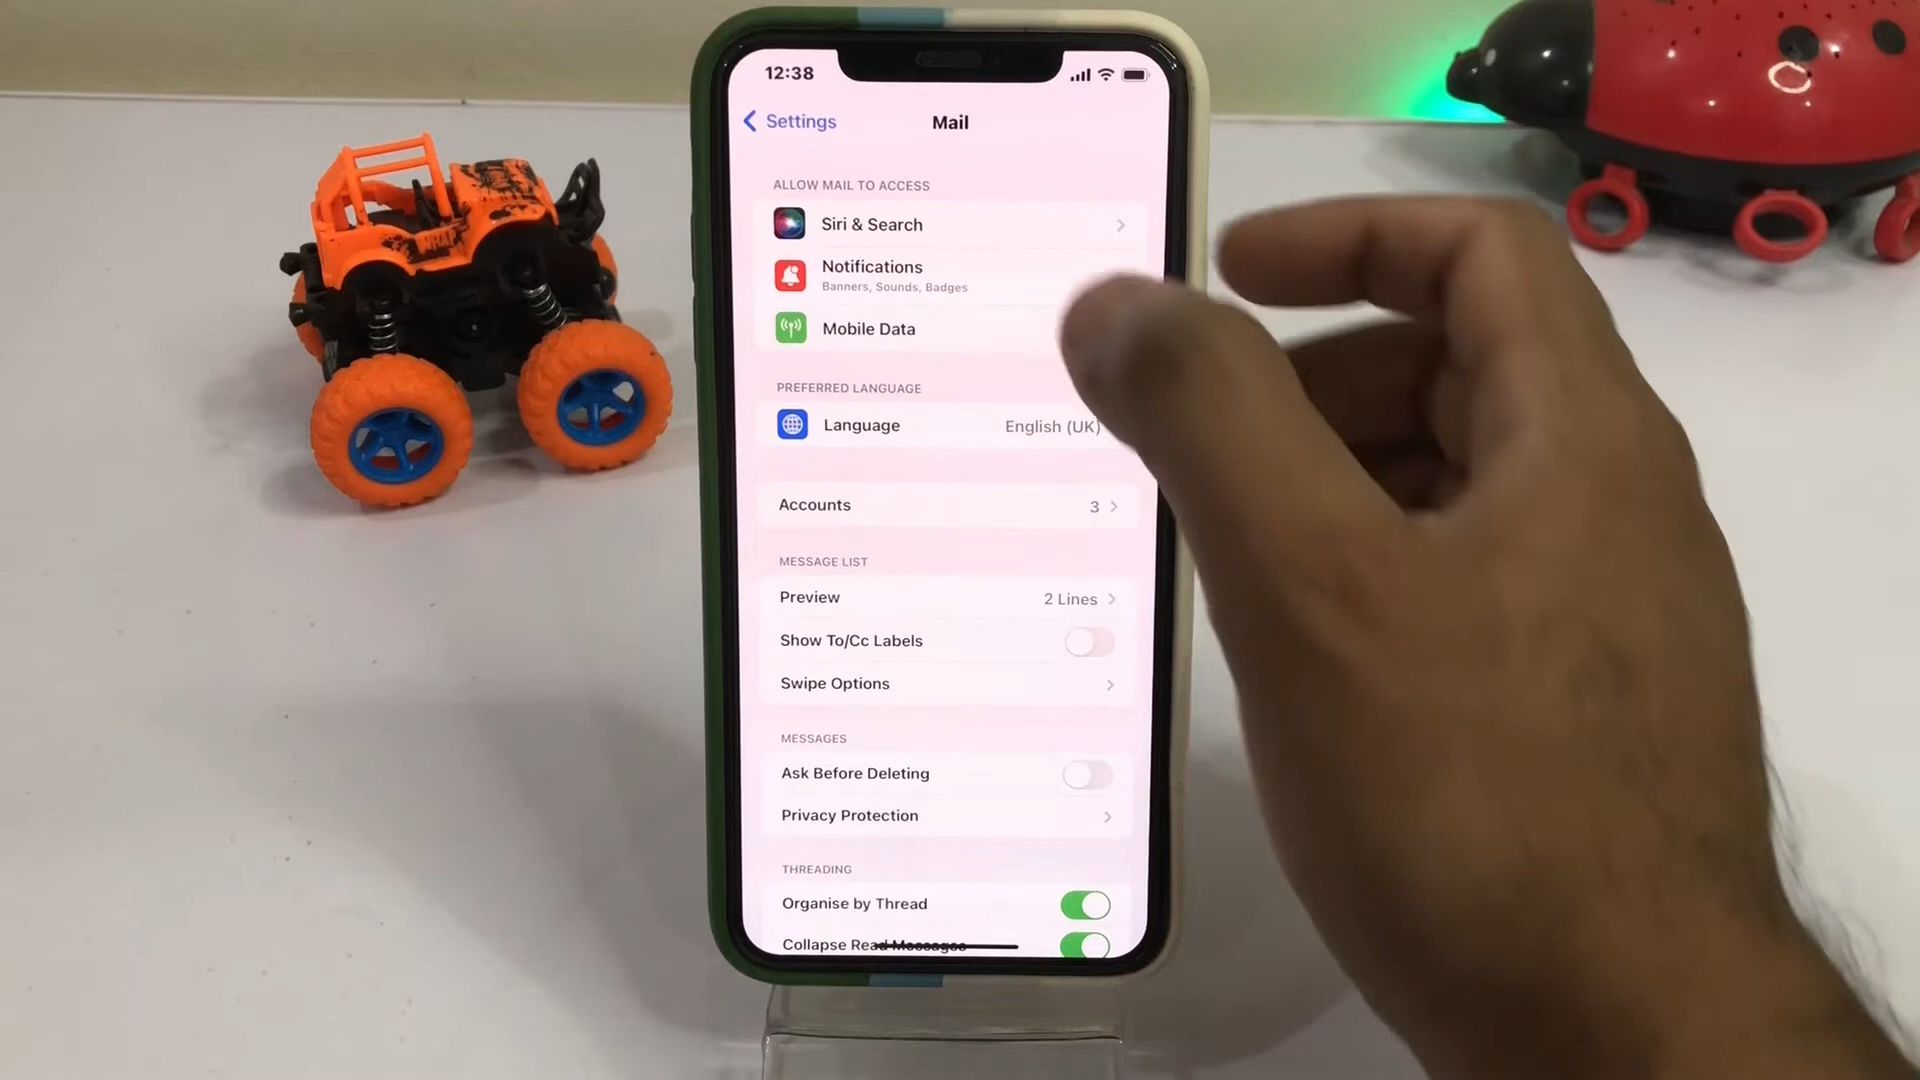 12:38
Settings
Mail
ALLOW MAIL TO ACCESS
Siri & Search
Notifications
Banners, Sounds, Badges
Mobile Data
PREFERRED LANGUAGE
Language English (UK)
Accounts 3
MESSAGE LIST
Preview 2 Lines
Show To/Cc Labels
Swipe Options
MESSAGES
Ask Before Deleting
Privacy Protection
THREADING
Organise by Thread
Collapse Read Messages